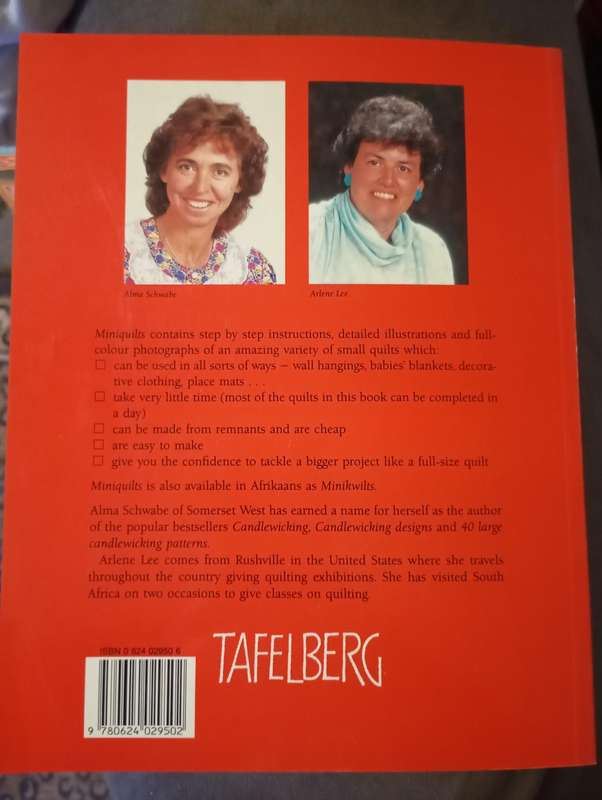 Alma Schwabe
Arlene Lee
Miniquilts contains step by step instructions, detailed illustrations and full-
colour photographs of an amazing variety of small quilts which:
☐ can be used in all sorts of ways – wall hangings, babies' blankets, decora-
tive clothing, place mats . . .
☐ take very little time (most of the quilts in this book can be completed in
a day)
☐ can be made from remnants and are cheap
☐ are easy to make
☐ give you the confidence to tackle a bigger project like a full-size quilt
Miniquilts is also available in Afrikaans as Minikwilts.
Alma Schwabe of Somerset West has earned a name for herself as the author
of the popular bestsellers Candlewicking, Candlewicking designs and 40 large
candlewicking patterns.
Arlene Lee comes from Rushville in the United States where she travels
throughout the country giving quilting exhibitions. She has visited South
Africa on two occasions to give classes on quilting.
TAFELBERG
ISBN 0 624 02950 6
9 780624 029502